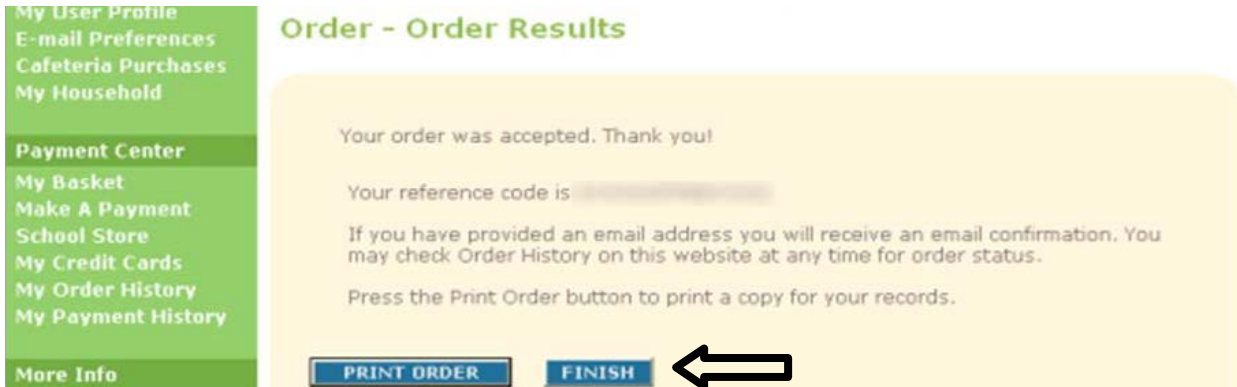 My User Profile
E-mail Preferences
Cafeteria Purchases
My Household
Payment Center
My Basket
Make A Payment
School Store
My Credit Cards
My Order History
My Payment History
More Info
Order - Order Results
Your order was accepted. Thank you!
Your reference code is
If you have provided an email address you will receive an email confirmation. You
may check Order History on this website at any time for order status.
Press the Print Order button to print a copy for your records.
PRINT ORDER
FINISH